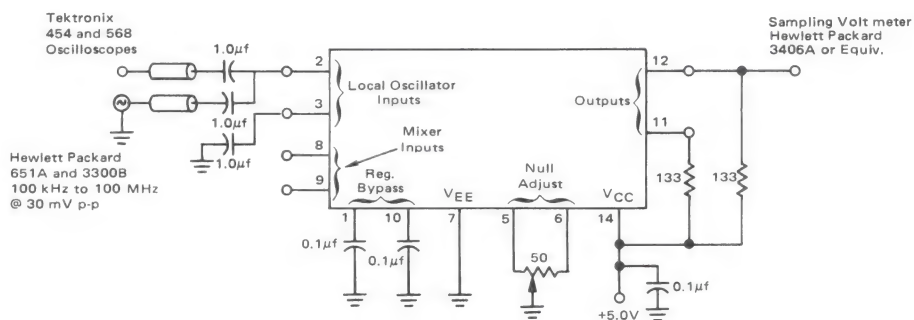 Tektronix
454 and 568
Oscilloscopes
1.0μf
1.0μf
1.0μf
Hewlett Packard
651A and 3300B
100 kHz to 100 MHz
@ 30 mV p-p
2
3
8
9
Local Oscillator
Inputs
Mixer
Inputs
Reg.
Bypass
VEE
Null
Adjust
VCC
Outputs
12
11
1
10
7
5
6
14
0.1μf
0.1μf
50
133
133
0.1μf
+5.0V
Sampling Volt meter
Hewlett Packard
3406A or Equiv.